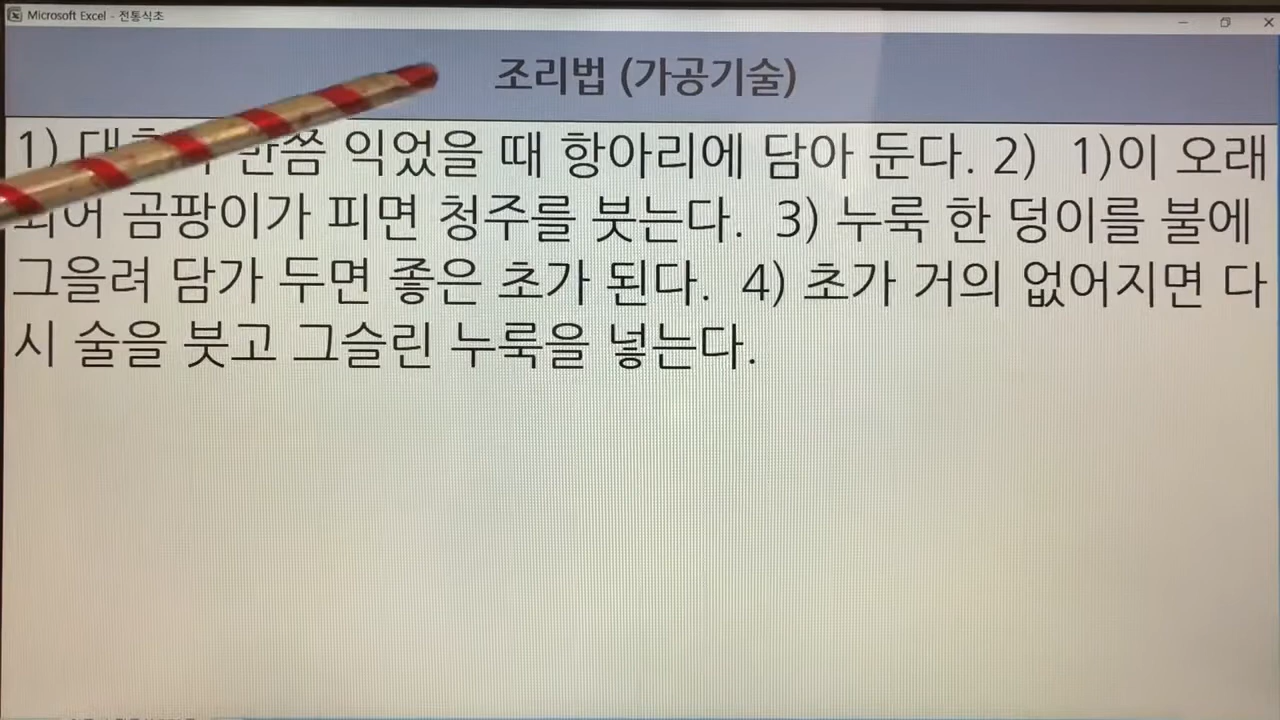 Microsoft Excel - 전통식초
조리법 (가공기술)
1) 반쯤 익었을 때 항아리에 담아 둔다. 2) 1)이 오래
되어 곰팡이가 피면 청주를 붓는다. 3) 누룩 한 덩이를 불에
그을려 담가 두면 좋은 초가 된다. 4) 초가 거의 없어지면 다
시 술을 붓고 그슬린 누룩을 넣는다.